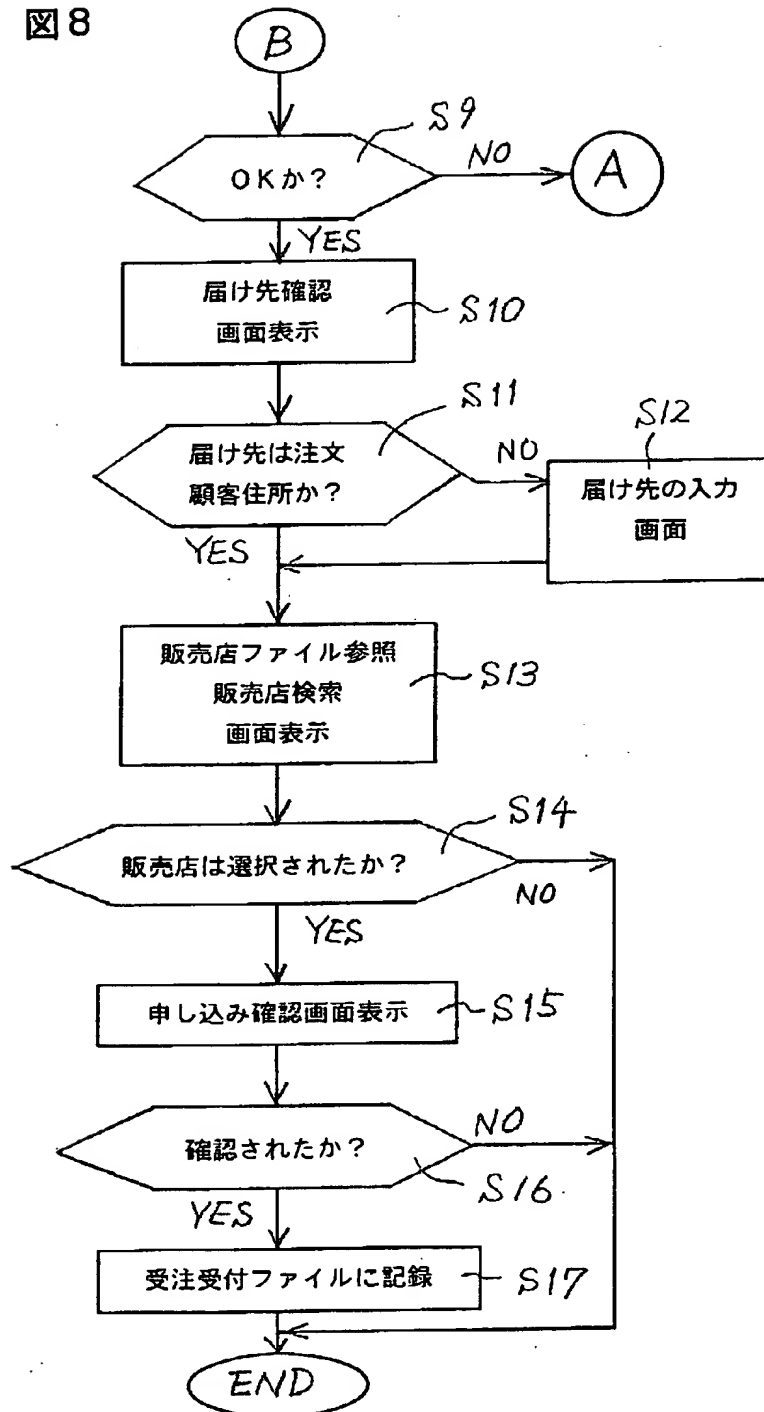 図8
B
S9
OKか?
NO
A
YES
届け先確認
画面表示
S10
S11
届け先は注文
顧客住所か?
NO
S12
届け先の入力
画面
YES
販売店ファイル参照
販売店検索
画面表示
S13
S14
販売店は選択されたか?
NO
YES
申し込み確認画面表示
S15
確認されたか?
NO
S16
YES
受注受付ファイルに記録
S17
END